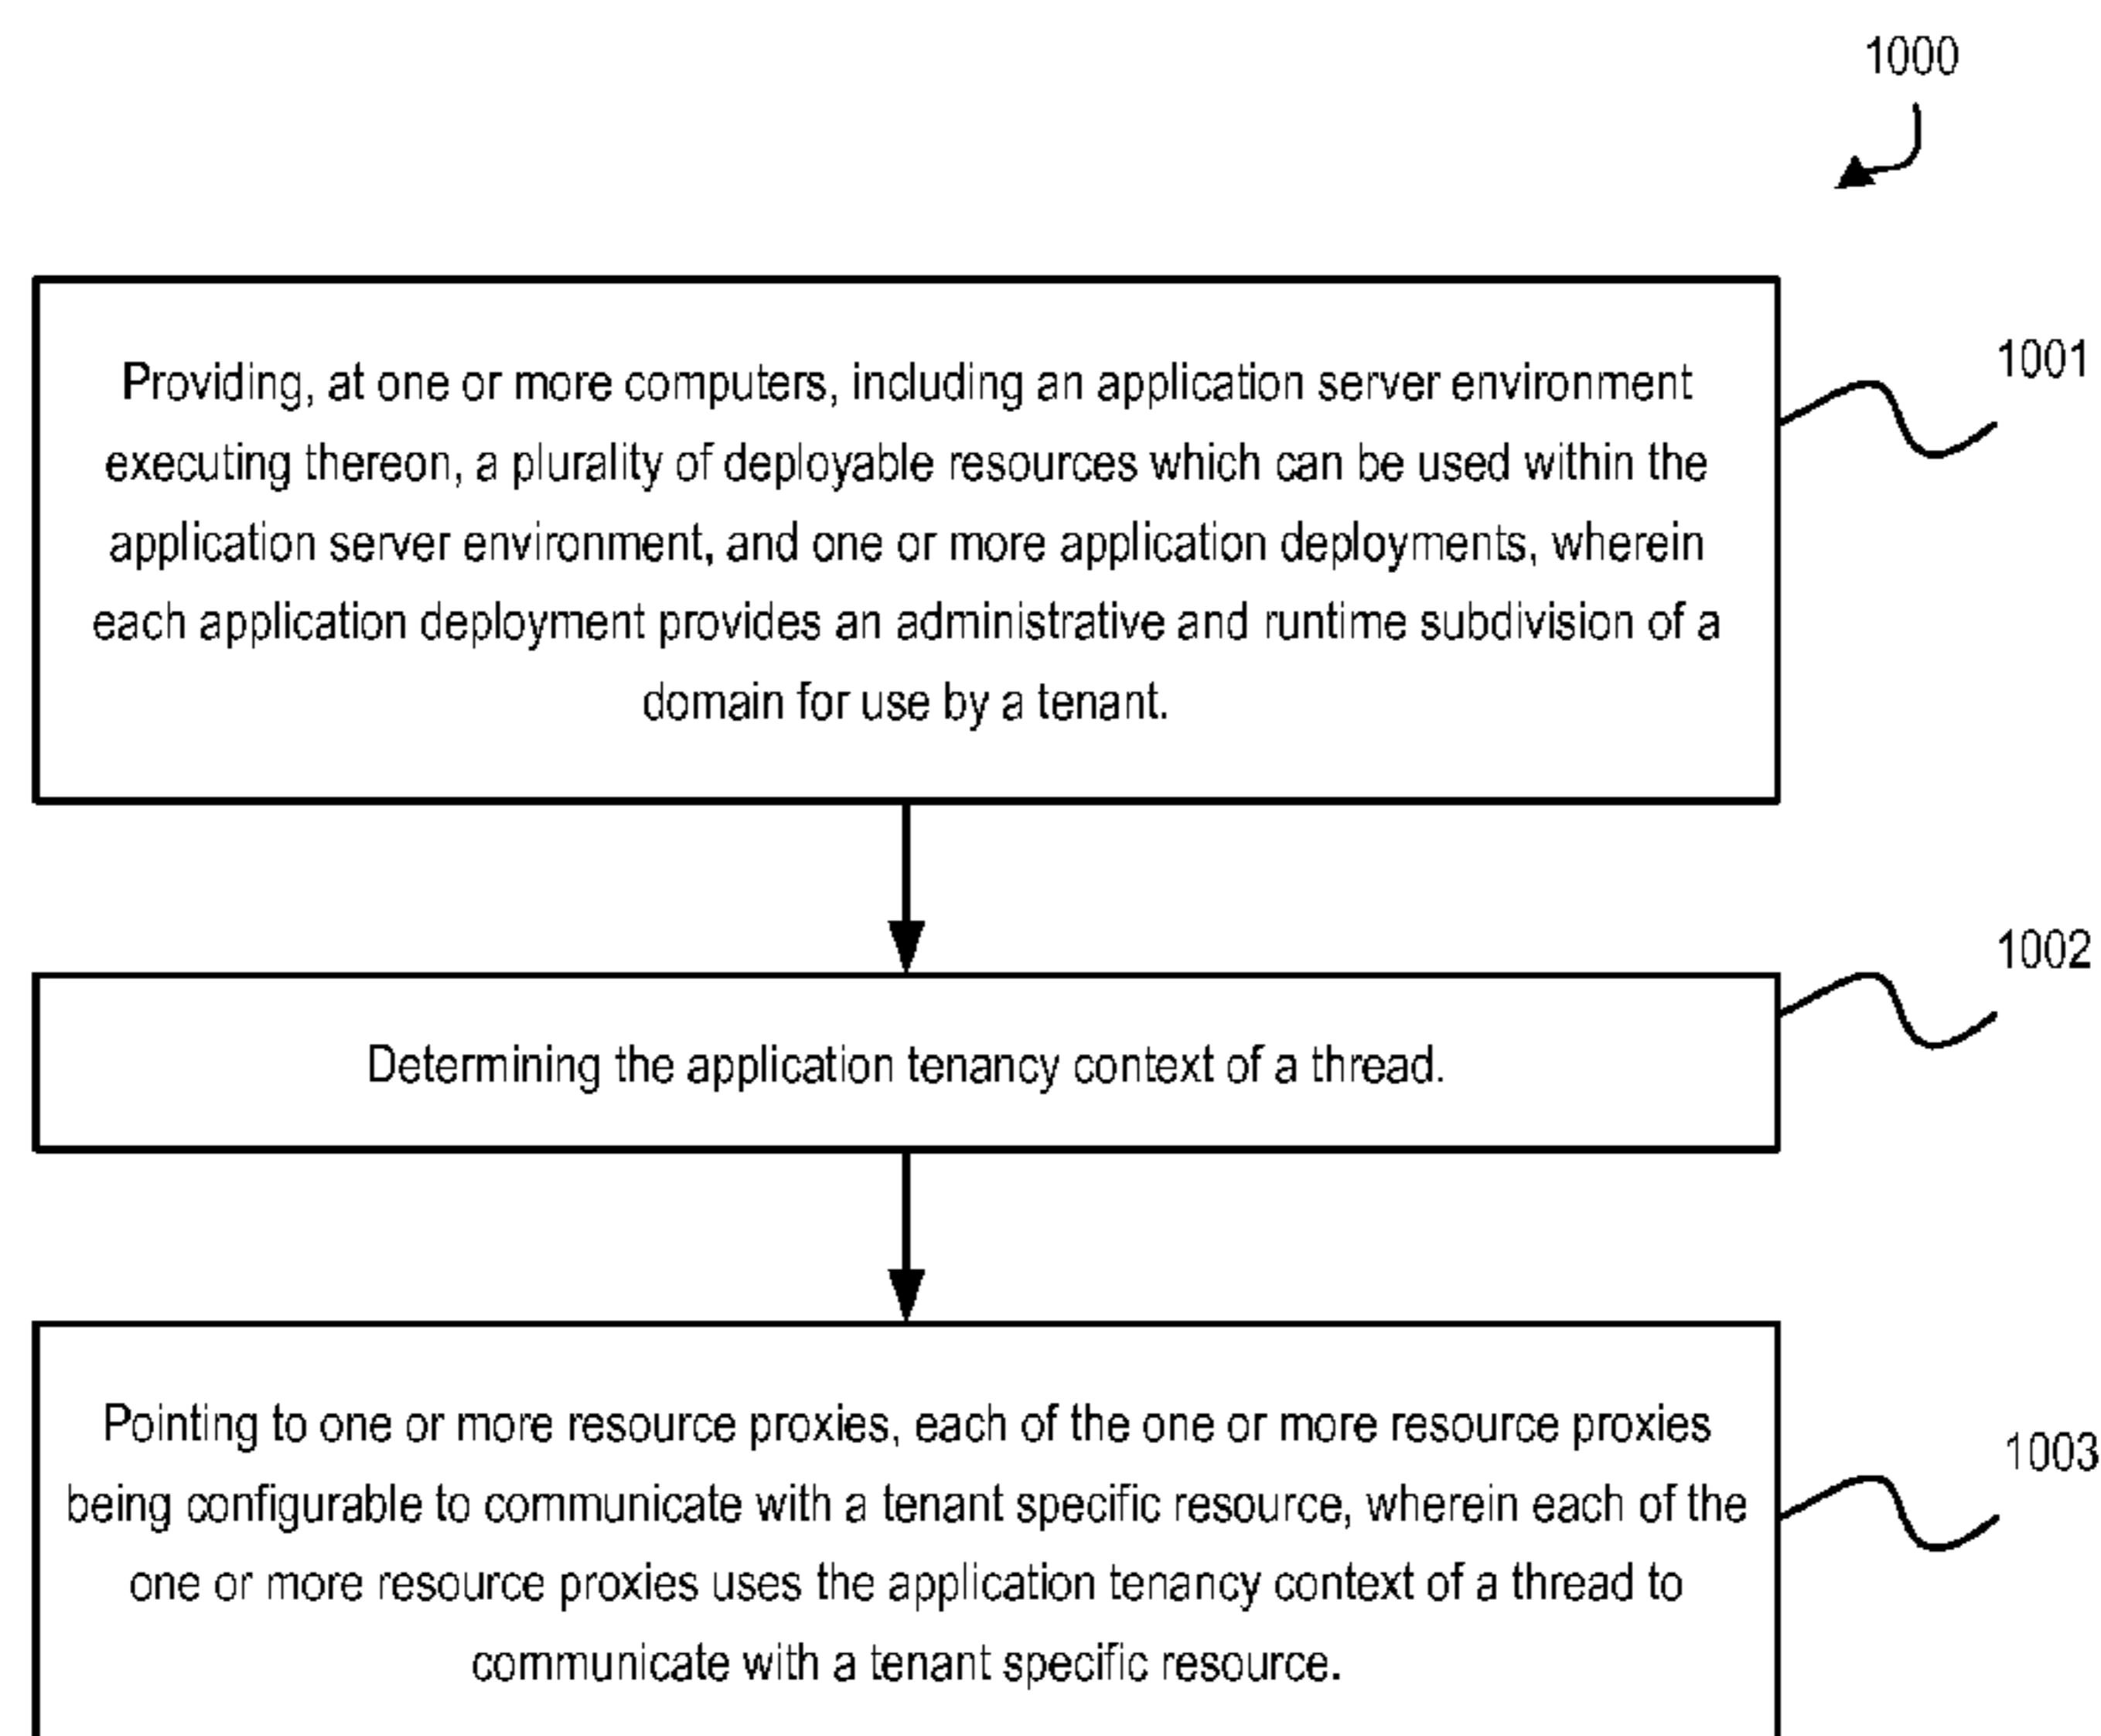 1000
Providing, at one or more computers, including an application server environment
executing thereon, a plurality of deployable resources which can be used within the
application server environment, and one or more application deployments, wherein
each application deployment provides an administrative and runtime subdivision of a
domain for use by a tenant.
1001
Determining the application tenancy context of a thread.
1002
Pointing to one or more resource proxies, each of the one or more resource proxies
being configurable to communicate with a tenant specific resource, wherein each of the
one or more resource proxies uses the application tenancy context of a thread to
communicate with a tenant specific resource.
1003